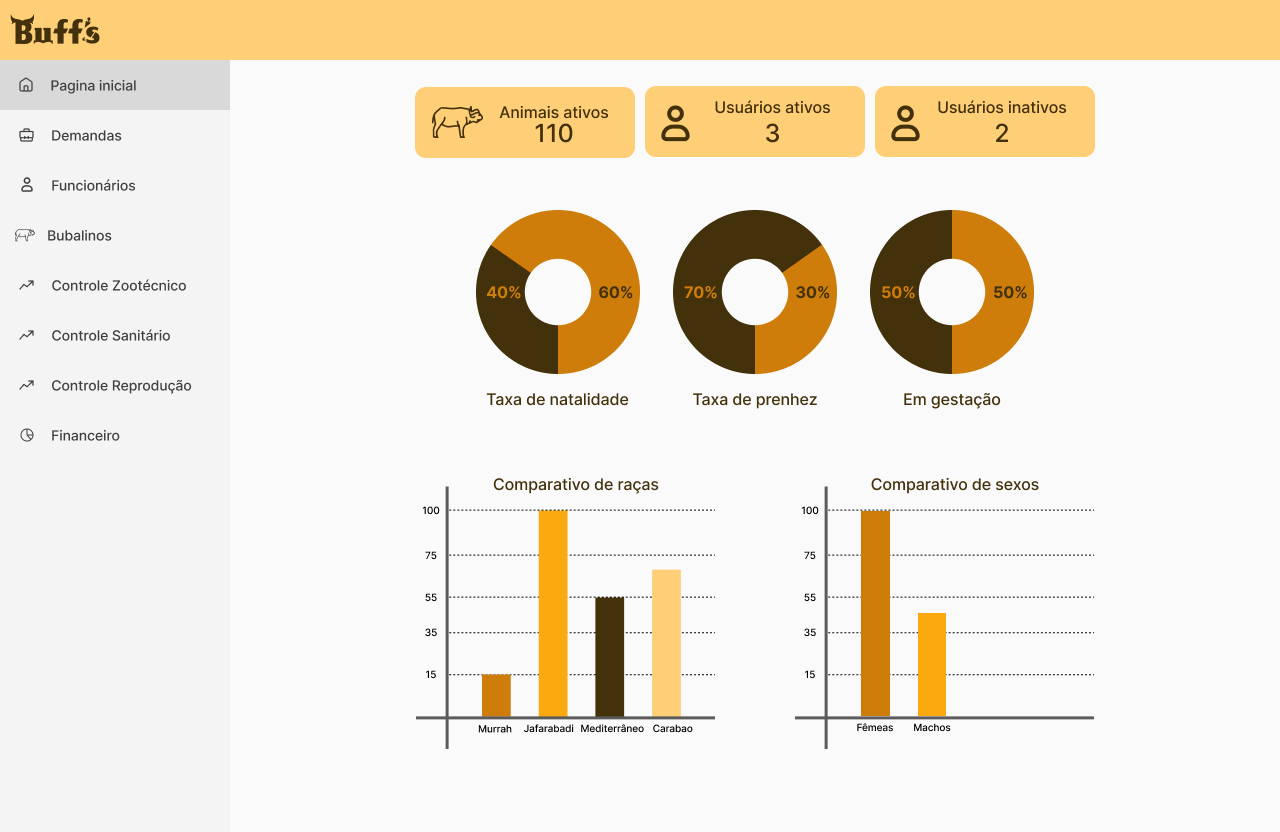 Buff's
Pagina inicial
Demandas
Funcionários
Bubalinos
Controle Zootécnico
Controle Sanitário
Controle Reprodução
Financeiro
Animais ativos
110
Usuários ativos
3
Usuários inativos
2
40% 60%
Taxa de natalidade
70% 30%
Taxa de prenhez
50% 50%
Em gestação
Comparativo de raças
100
75
55
35
15
Murrah Jafarabadi Mediterrâneo Carabao
Comparativo de sexos
100
75
55
35
15
Fêmeas Machos